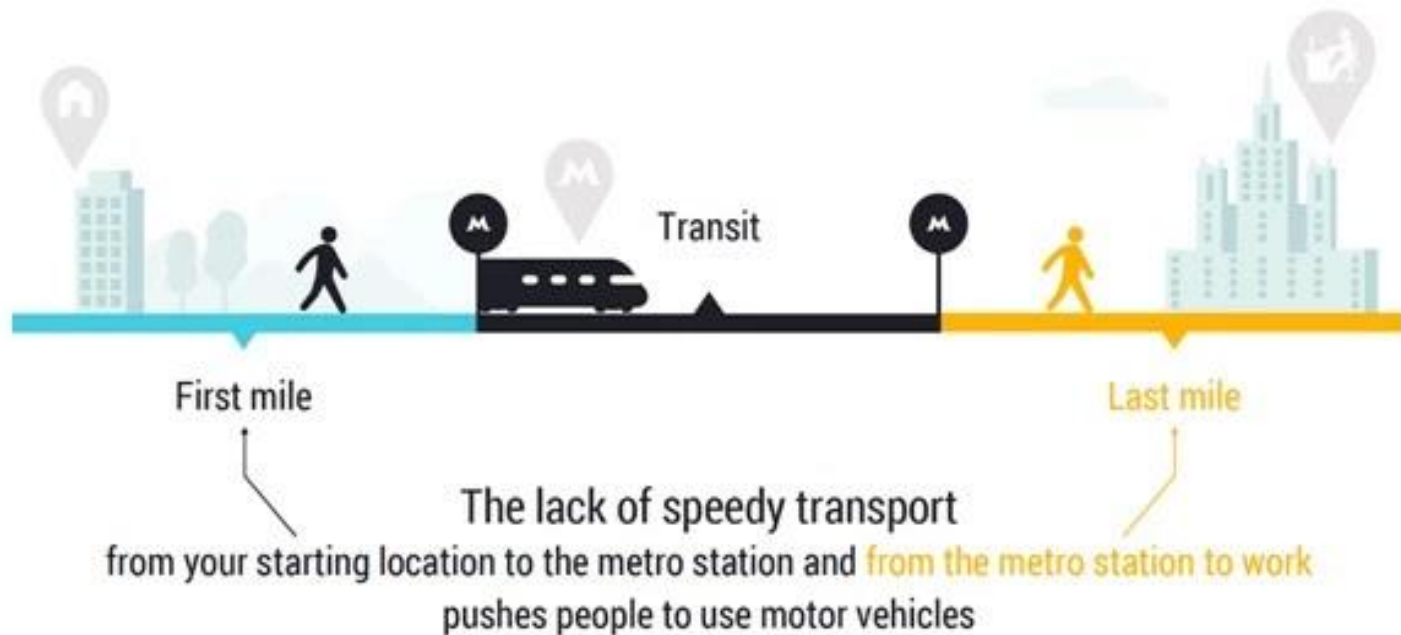 M
M
Transit
M
First mile
Last mile
The lack of speedy transport
from your starting location to the metro station and from the metro station to work
pushes people to use motor vehicles